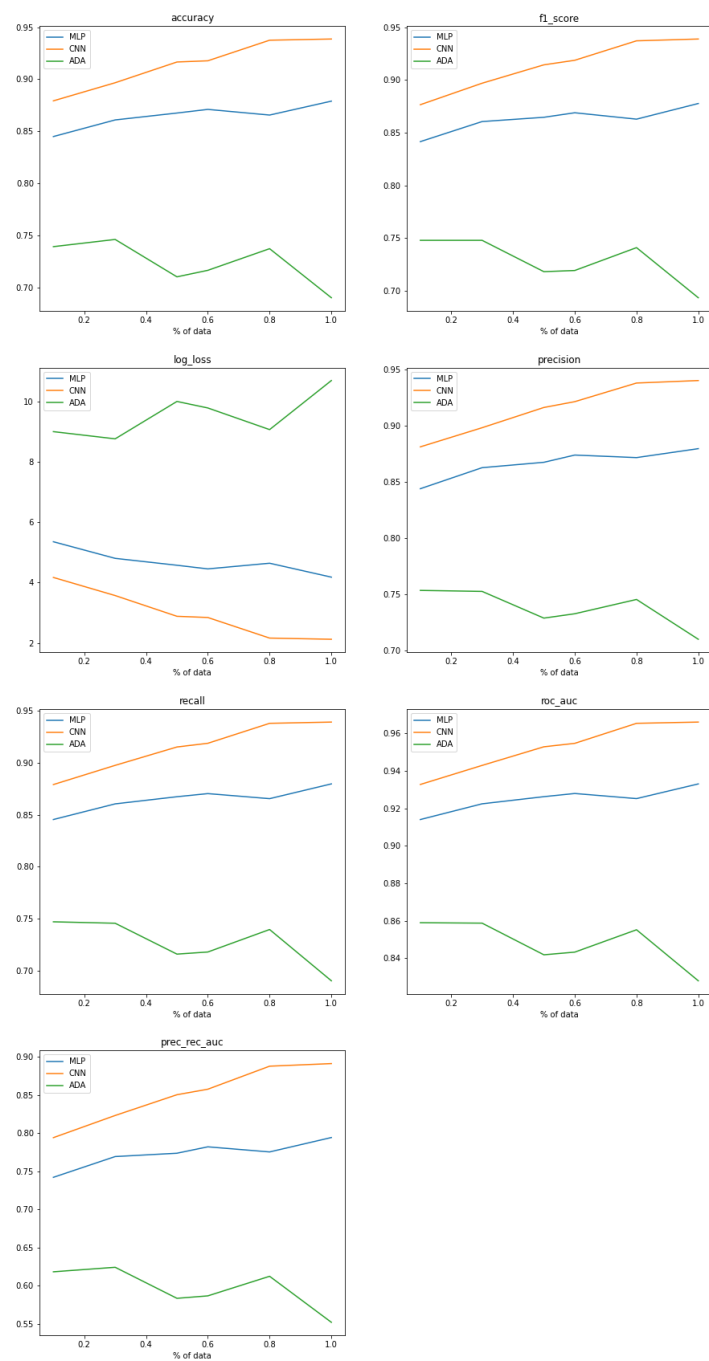 accuracy
MLP
CNN
ADA
0.95
0.90
0.85
0.80
0.75
0.70
0.2 0.4 0.6 0.8 1.0
% of data
f1_score
MLP
CNN
ADA
0.95
0.90
0.85
0.80
0.75
0.70
0.2 0.4 0.6 0.8 1.0
% of data
log_loss
MLP
CNN
ADA
10
8
6
4
2
0.2 0.4 0.6 0.8 1.0
% of data
precision
MLP
CNN
ADA
0.95
0.90
0.85
0.80
0.75
0.70
0.2 0.4 0.6 0.8 1.0
% of data
recall
MLP
CNN
ADA
0.95
0.90
0.85
0.80
0.75
0.70
0.2 0.4 0.6 0.8 1.0
% of data
roc_auc
MLP
CNN
ADA
0.96
0.94
0.92
0.90
0.88
0.86
0.84
0.2 0.4 0.6 0.8 1.0
% of data
prec_rec_auc
MLP
CNN
ADA
0.90
0.85
0.80
0.75
0.70
0.65
0.60
0.55
0.2 0.4 0.6 0.8 1.0
% of data